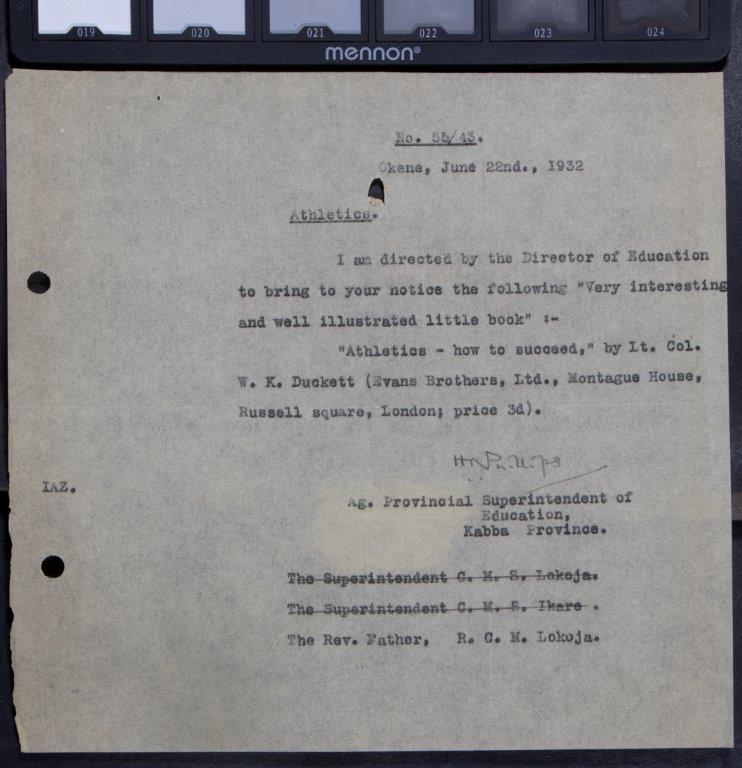 019 020 021 022 023 024
mennon®
No. 55/43.
Okene, June 22nd., 1932
Athletics.
I am directed by the Director of Education
to bring to your notice the following "Very interesting
and well illustrated little book" :-
"Athletics - how to succeed," by Lt. Col.
W. K. Duckett (Evans Brothers, Ltd., Montague House,
Russell square, London; price 3d).
IAZ.
Ag. Provincial Superintendent of
Education,
Kabba Province.
The Superintendent C. M. S. Lokoja.
The Superintendent C. M. S. Ikare .
The Rev. Father, R. C. M. Lokoja.